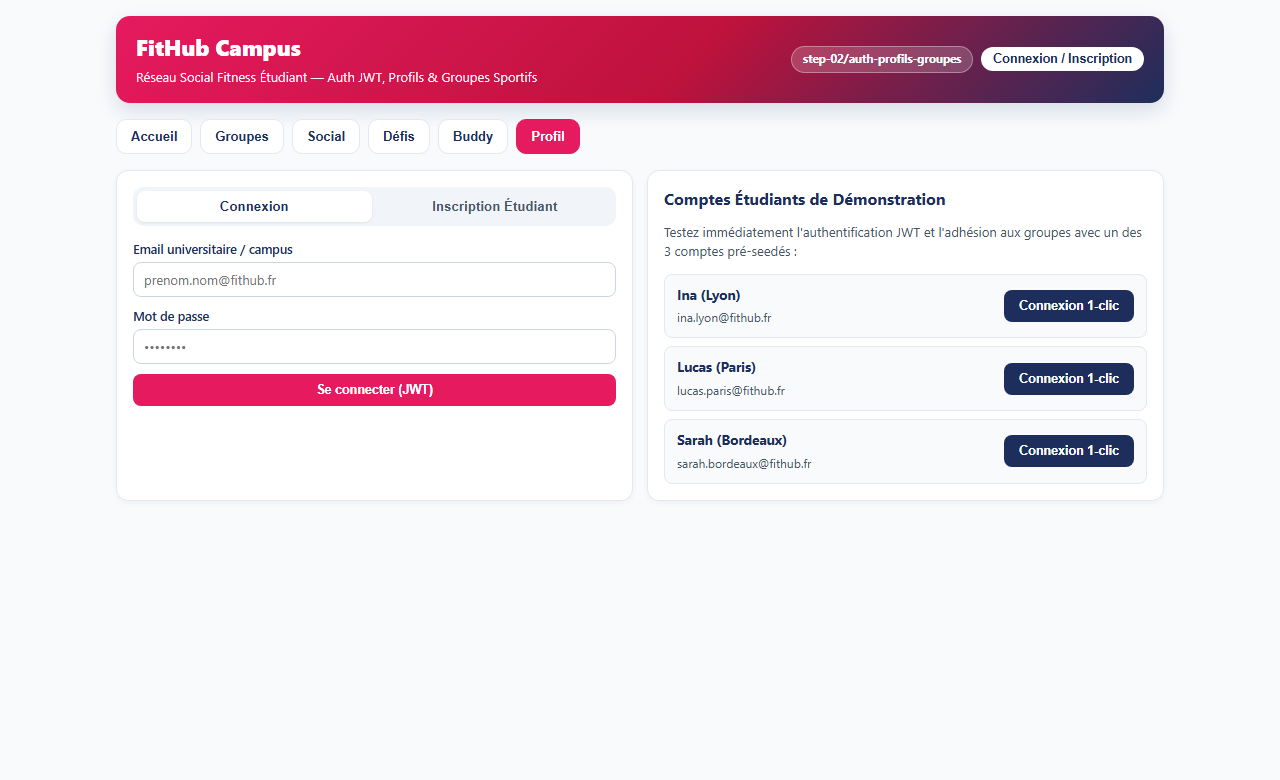 FitHub Campus
Réseau Social Fitness Étudiant — Auth JWT, Profils & Groupes Sportifs
step-02/auth-profils-groupes
Connexion / Inscription
Accueil
Groupes
Social
Défis
Buddy
Profil
Connexion
Inscription Étudiant
Email universitaire / campus
prenom.nom@fithub.fr
Mot de passe
••••••••
Se connecter (JWT)
Comptes Étudiants de Démonstration
Testez immédiatement l'authentification JWT et l'adhésion aux groupes avec un des
3 comptes pré-seedés :
Ina (Lyon)
ina.lyon@fithub.fr
Connexion 1-clic
Lucas (Paris)
lucas.paris@fithub.fr
Connexion 1-clic
Sarah (Bordeaux)
sarah.bordeaux@fithub.fr
Connexion 1-clic